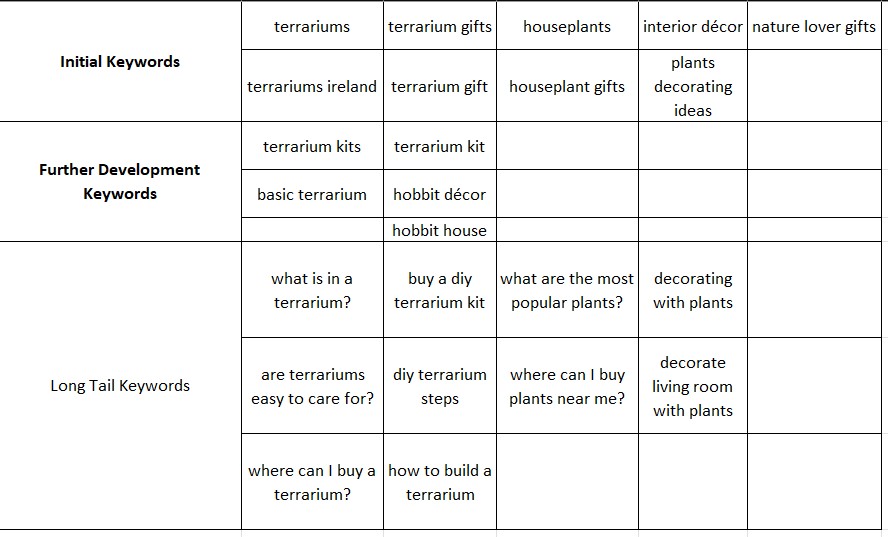 terrariums terrarium gifts houseplants interior décor nature lover gifts
Initial Keywords
terrariums ireland terrarium gift houseplant gifts plants
decorating
ideas
terrarium kits terrarium kit
Further Development
Keywords
basic terrarium hobbit décor
hobbit house
what is in a
terrarium?
buy a diy
terrarium kit
what are the most
popular plants?
decorating
with plants
Long Tail Keywords
are terrariums
easy to care for?
diy terrarium
steps
where can I buy
plants near me?
decorate
living room
with plants
where can I buy a
terrarium?
how to build a
terrarium